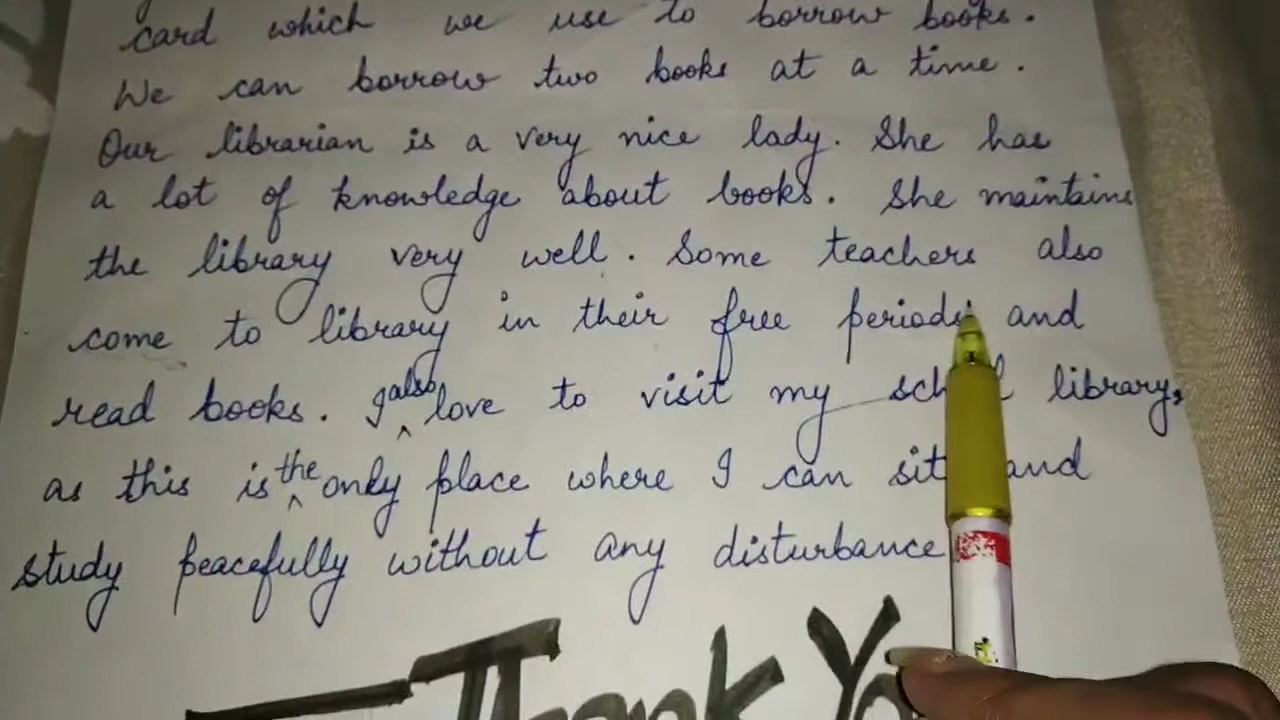 card which we use to borrow books.
We can borrow two books at a time.
Our librarian is a very nice lady. She has
a lot of knowledge about books. She maintains
the library very well. Some teachers also
come to library in their free periods and
read books. I also love to visit my school library,
as this is the only place where I can sit and
study peacefully without any disturbance
Thank You